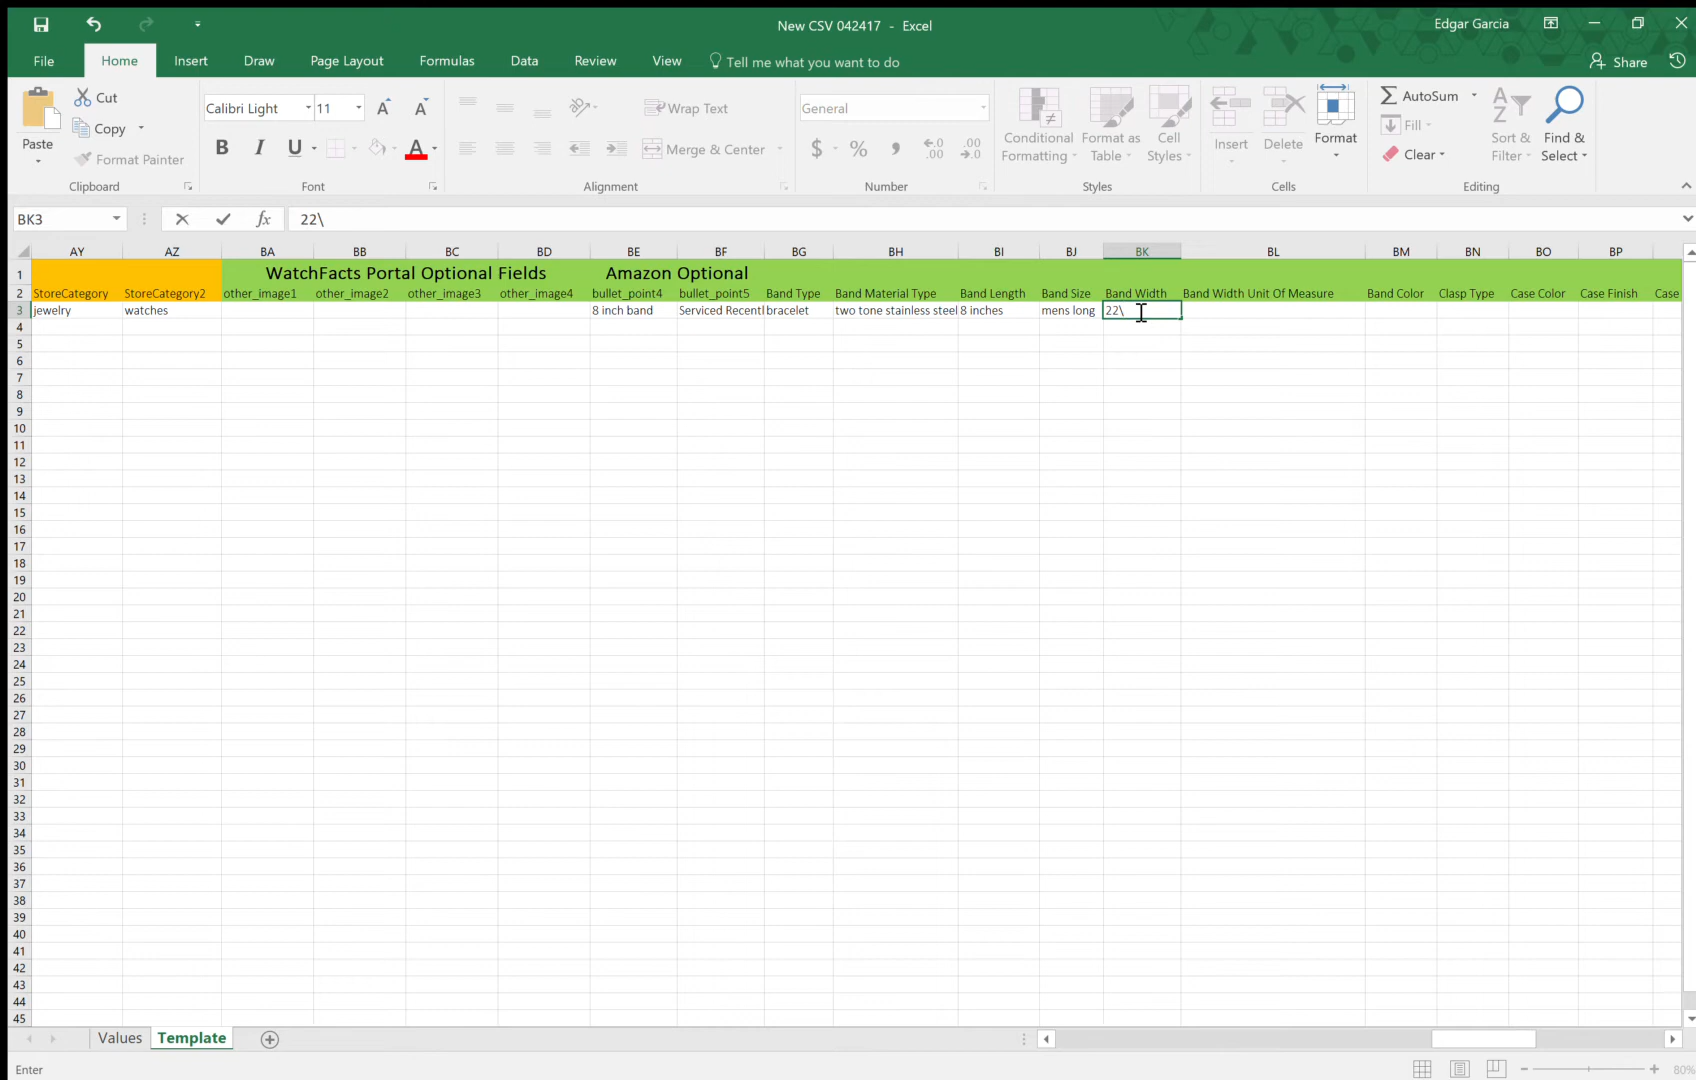 New CSV 042417 - Excel
Edgar Garcia
File Home Insert Draw Page Layout Formulas Data Review View Tell me what you want to do Share
Paste Cut Copy Format Painter
Calibri Light 11
B I U A
Wrap Text
Merge & Center
General
$ % ,
Conditional Formatting
Format as Table
Cell Styles
Insert Delete Format
AutoSum
Fill
Clear
Sort & Filter
Find & Select
Clipboard Font Alignment Number Styles Cells Editing
BK3 fx 22\
AY AZ BA BB BC BD BE BF BG BH BI BJ BK BL BM BN BO BP
1 WatchFacts Portal Optional Fields Amazon Optional
2 StoreCategory StoreCategory2 other_image1 other_image2 other_image3 other_image4 bullet_point4 bullet_point5 Band Type Band Material Type Band Length Band Size Band Width Band Width Unit Of Measure Band Color Clasp Type Case Color Case Finish Case
3 jewelry watches 8 inch band Serviced Recentl bracelet two tone stainless steel 8 inches mens long 22\
4
5
6
7
8
9
10
11
12
13
14
15
16
17
18
19
20
21
22
23
24
25
26
27
28
29
30
31
32
33
34
35
36
37
38
39
40
41
42
43
44
45
Values Template
Enter 80%